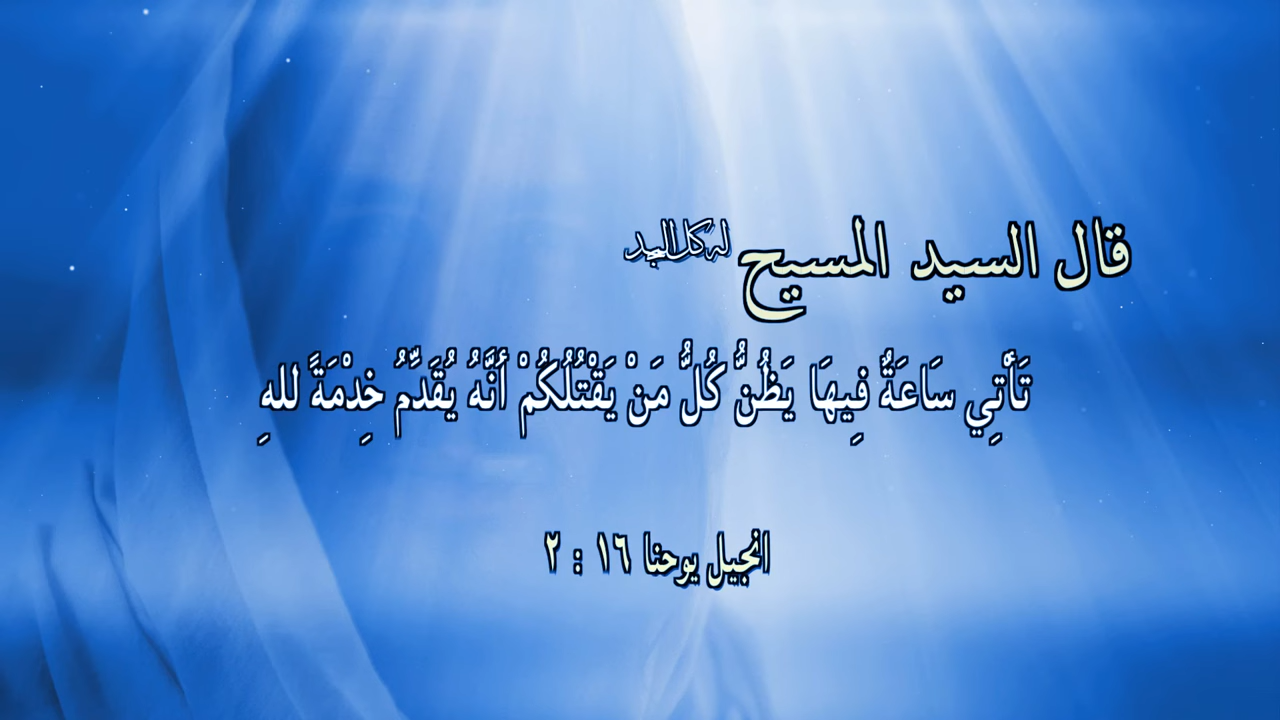 قال السيد المسيح له كل المجد
تَأْتِي سَاعَةٌ فِيهَا يَظُنُّ كُلُّ مَنْ يَقْتُلُكُمْ أَنَّهُ يُقَدِّمُ خِدْمَةً للهِ
انجيل يوحنا ١٦ : ٢